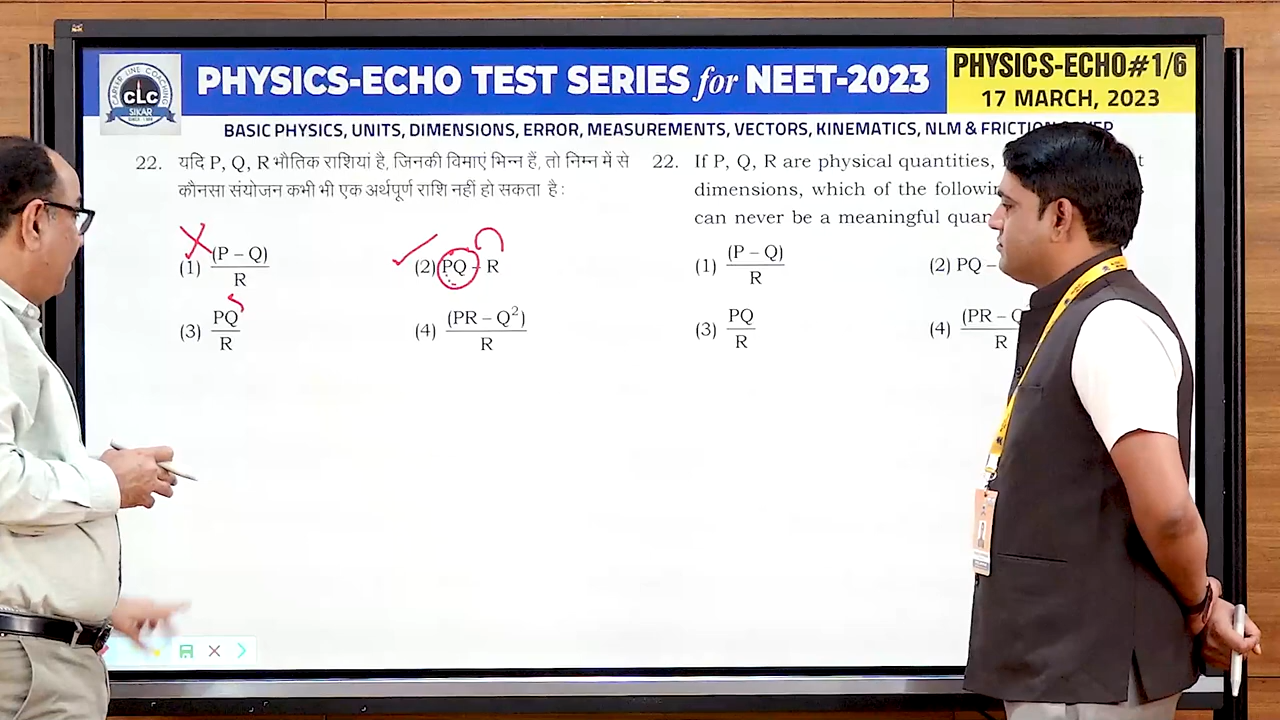 PHYSICS-ECHO TEST SERIES for NEET-2023
PHYSICS-ECHO#1/6
17 MARCH, 2023
CAREER LINE COACHING
CLC
SIKAR
BASIC PHYSICS, UNITS, DIMENSIONS, ERROR, MEASUREMENTS, VECTORS, KINEMATICS, NLM & FRICTION
22. यदि P, Q, R भौतिक राशियां है, जिनकी विमाएं भिन्न हैं, तो निम्न में से
कौनसा संयोजन कभी भी एक अर्थपूर्ण राशि नहीं हो सकता है :
(1) (P – Q)
R
(2) PQ – R
(3) PQ
R
(4) (PR – Q²)
R
22. If P, Q, R are physical quantities,
dimensions, which of the
can never be a meaningful
(1) (P – Q)
R
(2) PQ –
(3) PQ
R
(4) (PR –
R